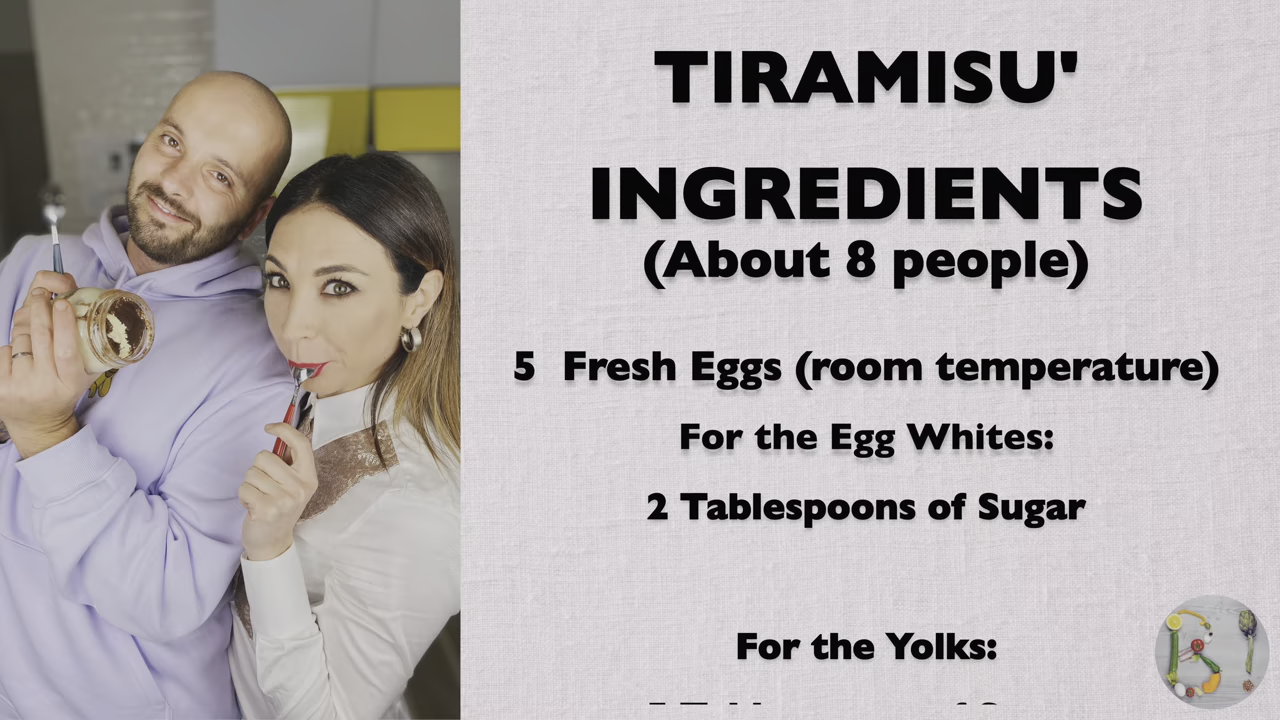 TIRAMISU'
INGREDIENTS
(About 8 people)
5 Fresh Eggs (room temperature)
For the Egg Whites:
2 Tablespoons of Sugar
For the Yolks: